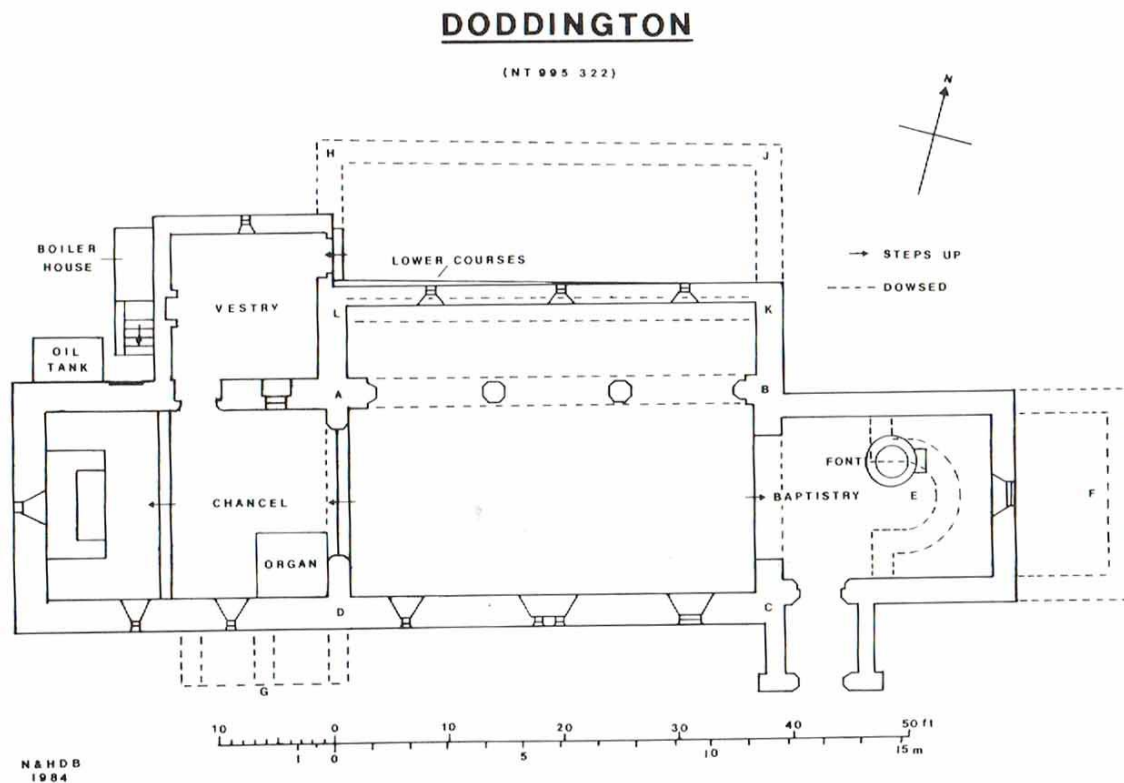 DODDINGTON
(NT 995 322)
N
H
J
BOILER
HOUSE
LOWER COURSES
STEPS UP
DOWSED
VESTRY
L
K
OIL
TANK
A
B
FONT
CHANCEL
BAPTISTRY
E
F
ORGAN
D
C
G
10 0 10 20 30 40 50 ft
1 0 5 10 15 m
N&HDB
1984